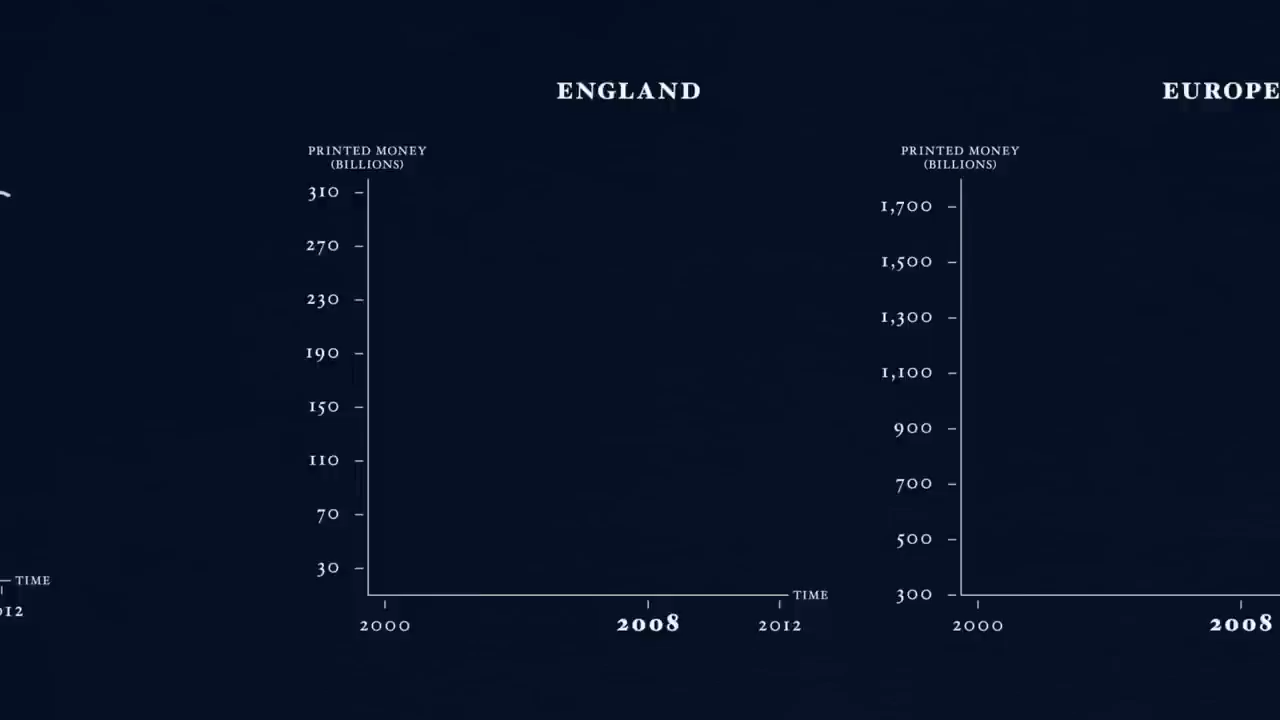 TIME
012
ENGLAND
PRINTED MONEY
(BILLIONS)
310
270
230
190
150
110
70
30
TIME
2000
2008
2012
EUROPE
PRINTED MONEY
(BILLIONS)
1,700
1,500
1,300
1,100
900
700
500
300
2000
2008